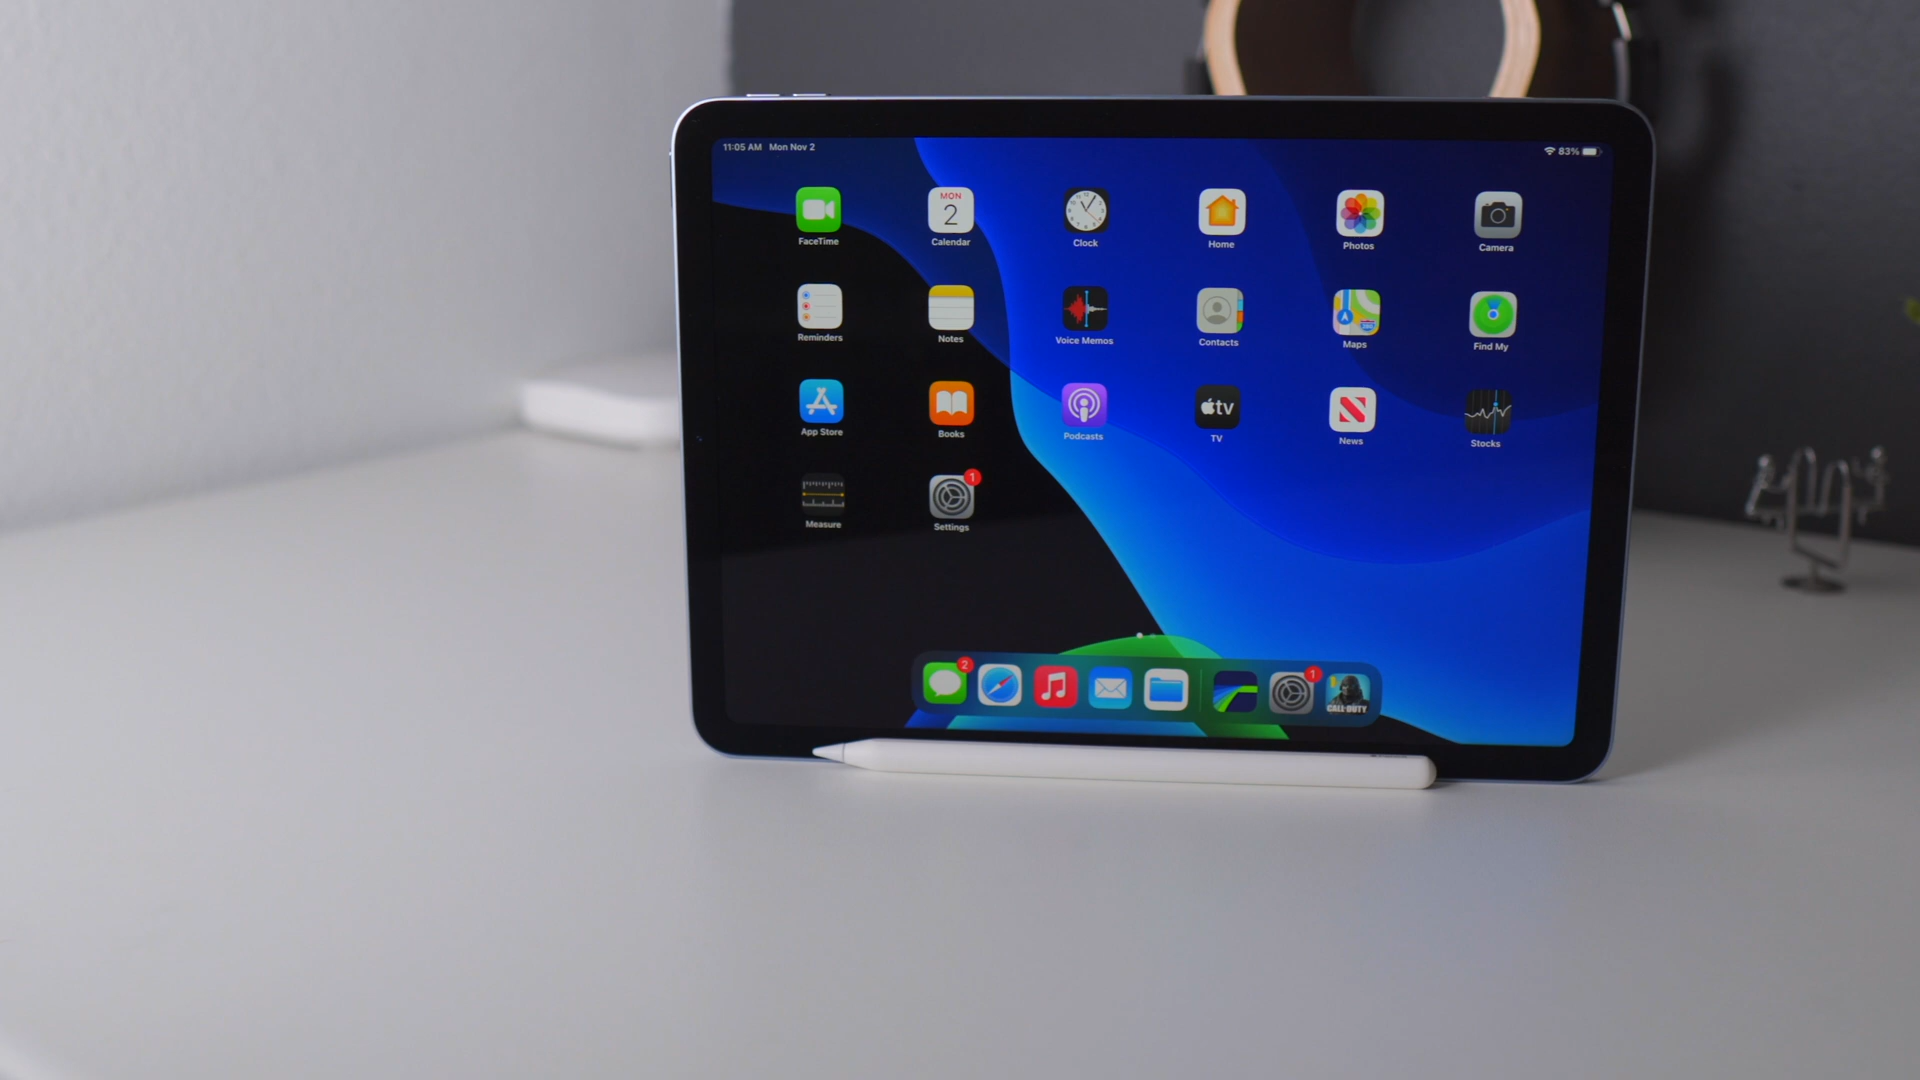 11:05 AM Mon Nov 2
83%
MON
2
FaceTime
Calendar
Clock
Home
Photos
Camera
Reminders
Notes
Voice Memos
Contacts
Maps
Find My
tv
App Store
Books
Podcasts
TV
News
Stocks
1
Measure
Settings
2
1
CALL DUTY